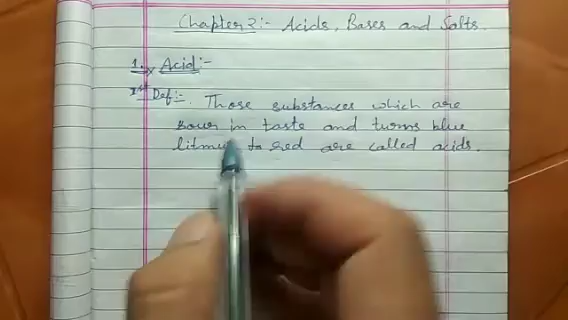 Chapter 2:- Acids, Bases and Salts.
1. Acid:-
Ist Def:-. Those substances which are
sour in taste and turns blue
litmus to red are called acids.